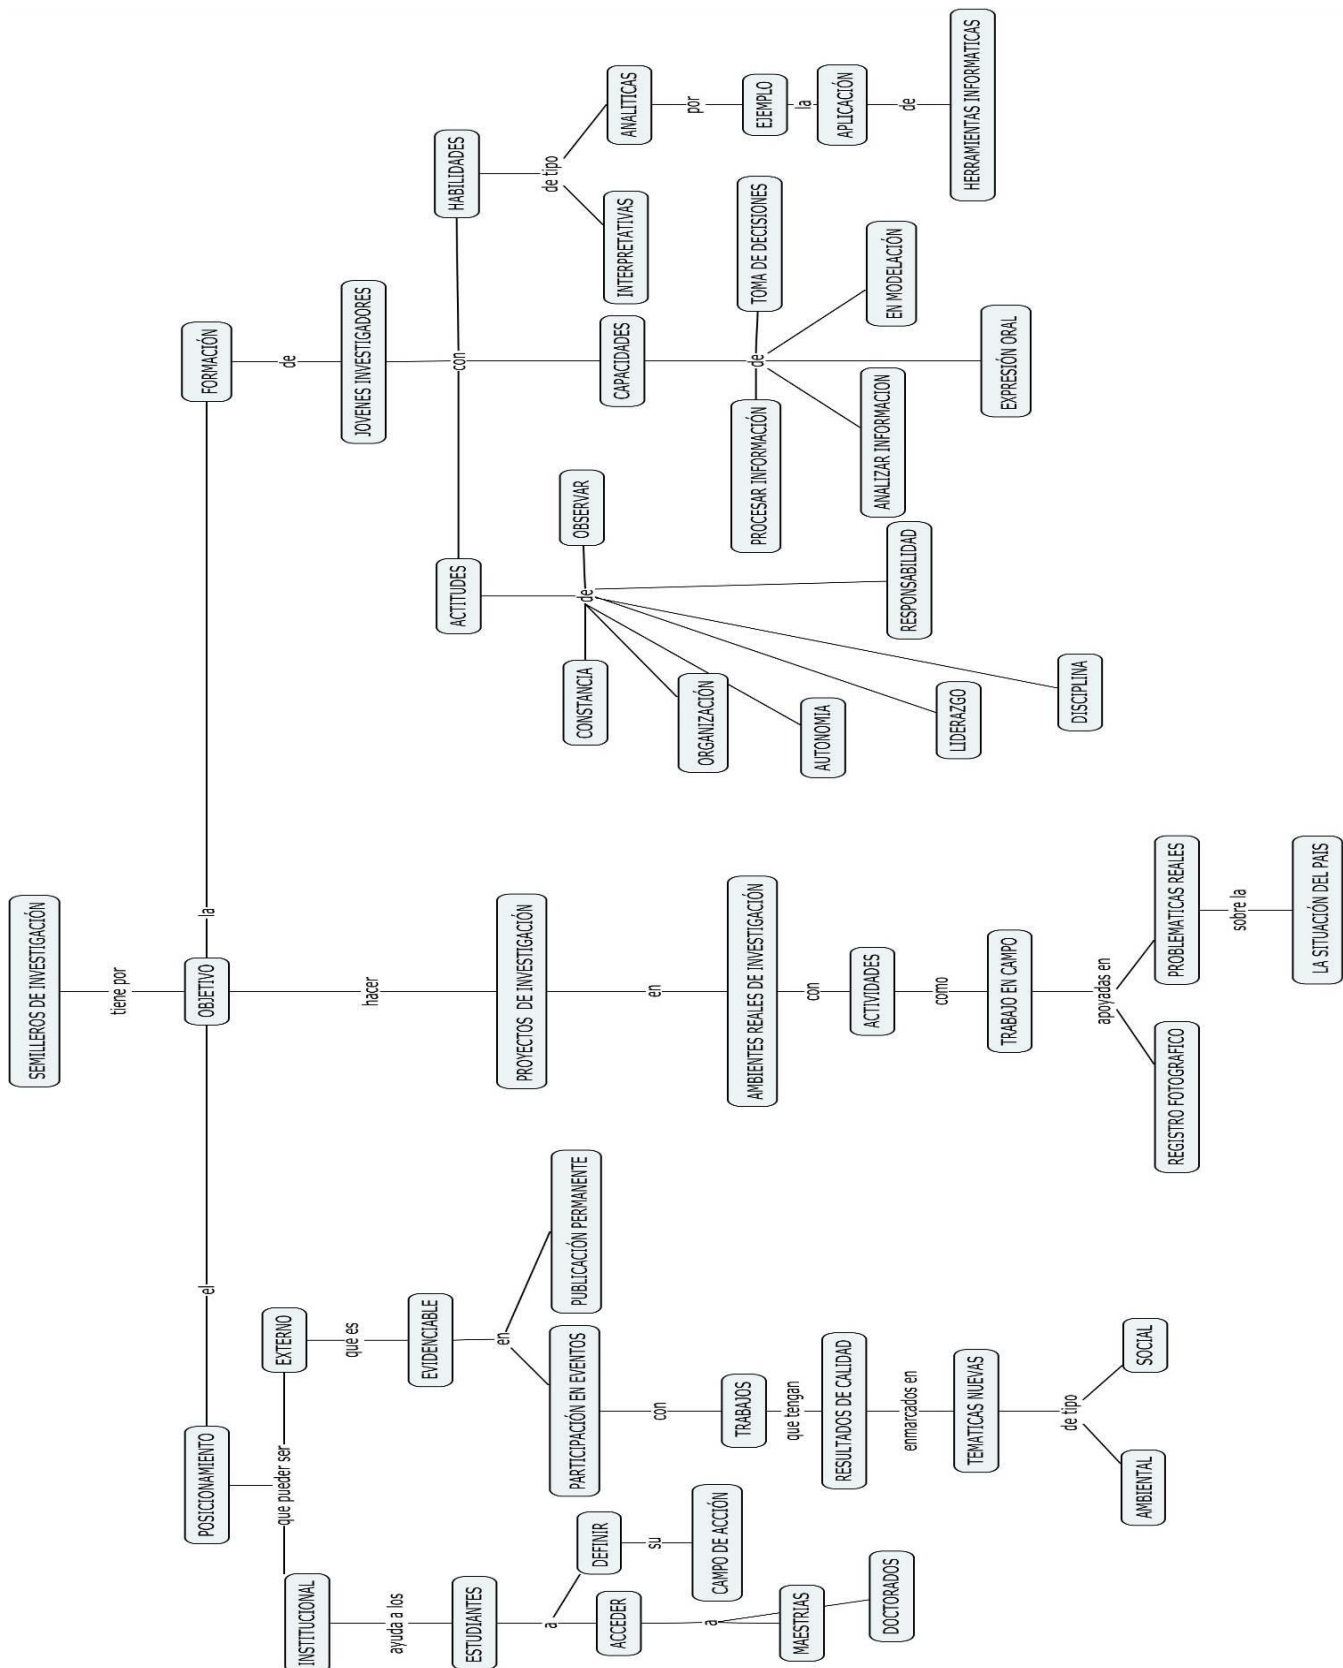 SEMILLEROS DE INVESTIGACIÓN
tiene por
OBJETIVO
el
POSICIONAMIENTO
que pueder ser
INSTITUCIONAL
ayuda a los
ESTUDIANTES
a
ACCEDER
a
MAESTRIAS
DOCTORADOS
DEFINIR
su
CAMPO DE ACCIÓN
EXTERNO
que es
EVIDENCIABLE
en
PARTICIPACIÓN EN EVENTOS
con
TRABAJOS
que tengan
RESULTADOS DE CALIDAD
enmarcados en
TEMATICAS NUEVAS
de tipo
AMBIENTAL
SOCIAL
PUBLICACIÓN PERMANENTE
hacer
PROYECTOS DE INVESTIGACIÓN
en
AMBIENTES REALES DE INVESTIGACIÓN
con
ACTIVIDADES
como
TRABAJO EN CAMPO
apoyadas en
REGISTRO FOTOGRAFICO
PROBLEMATICAS REALES
sobre la
LA SITUACIÓN DEL PAIS
la
FORMACIÓN
de
JOVENES INVESTIGADORES
con
ACTITUDES
de
CONSTANCIA
ORGANIZACIÓN
AUTONOMIA
LIDERAZGO
DISCIPLINA
RESPONSABILIDAD
OBSERVAR
CAPACIDADES
de
PROCESAR INFORMACIÓN
ANALIZAR INFORMACION
EXPRESIÓN ORAL
EN MODELACIÓN
TOMA DE DECISIONES
HABILIDADES
de tipo
INTERPRETATIVAS
ANALITICAS
por
EJEMPLO
la
APLICACIÓN
de
HERRAMIENTAS INFORMATICAS